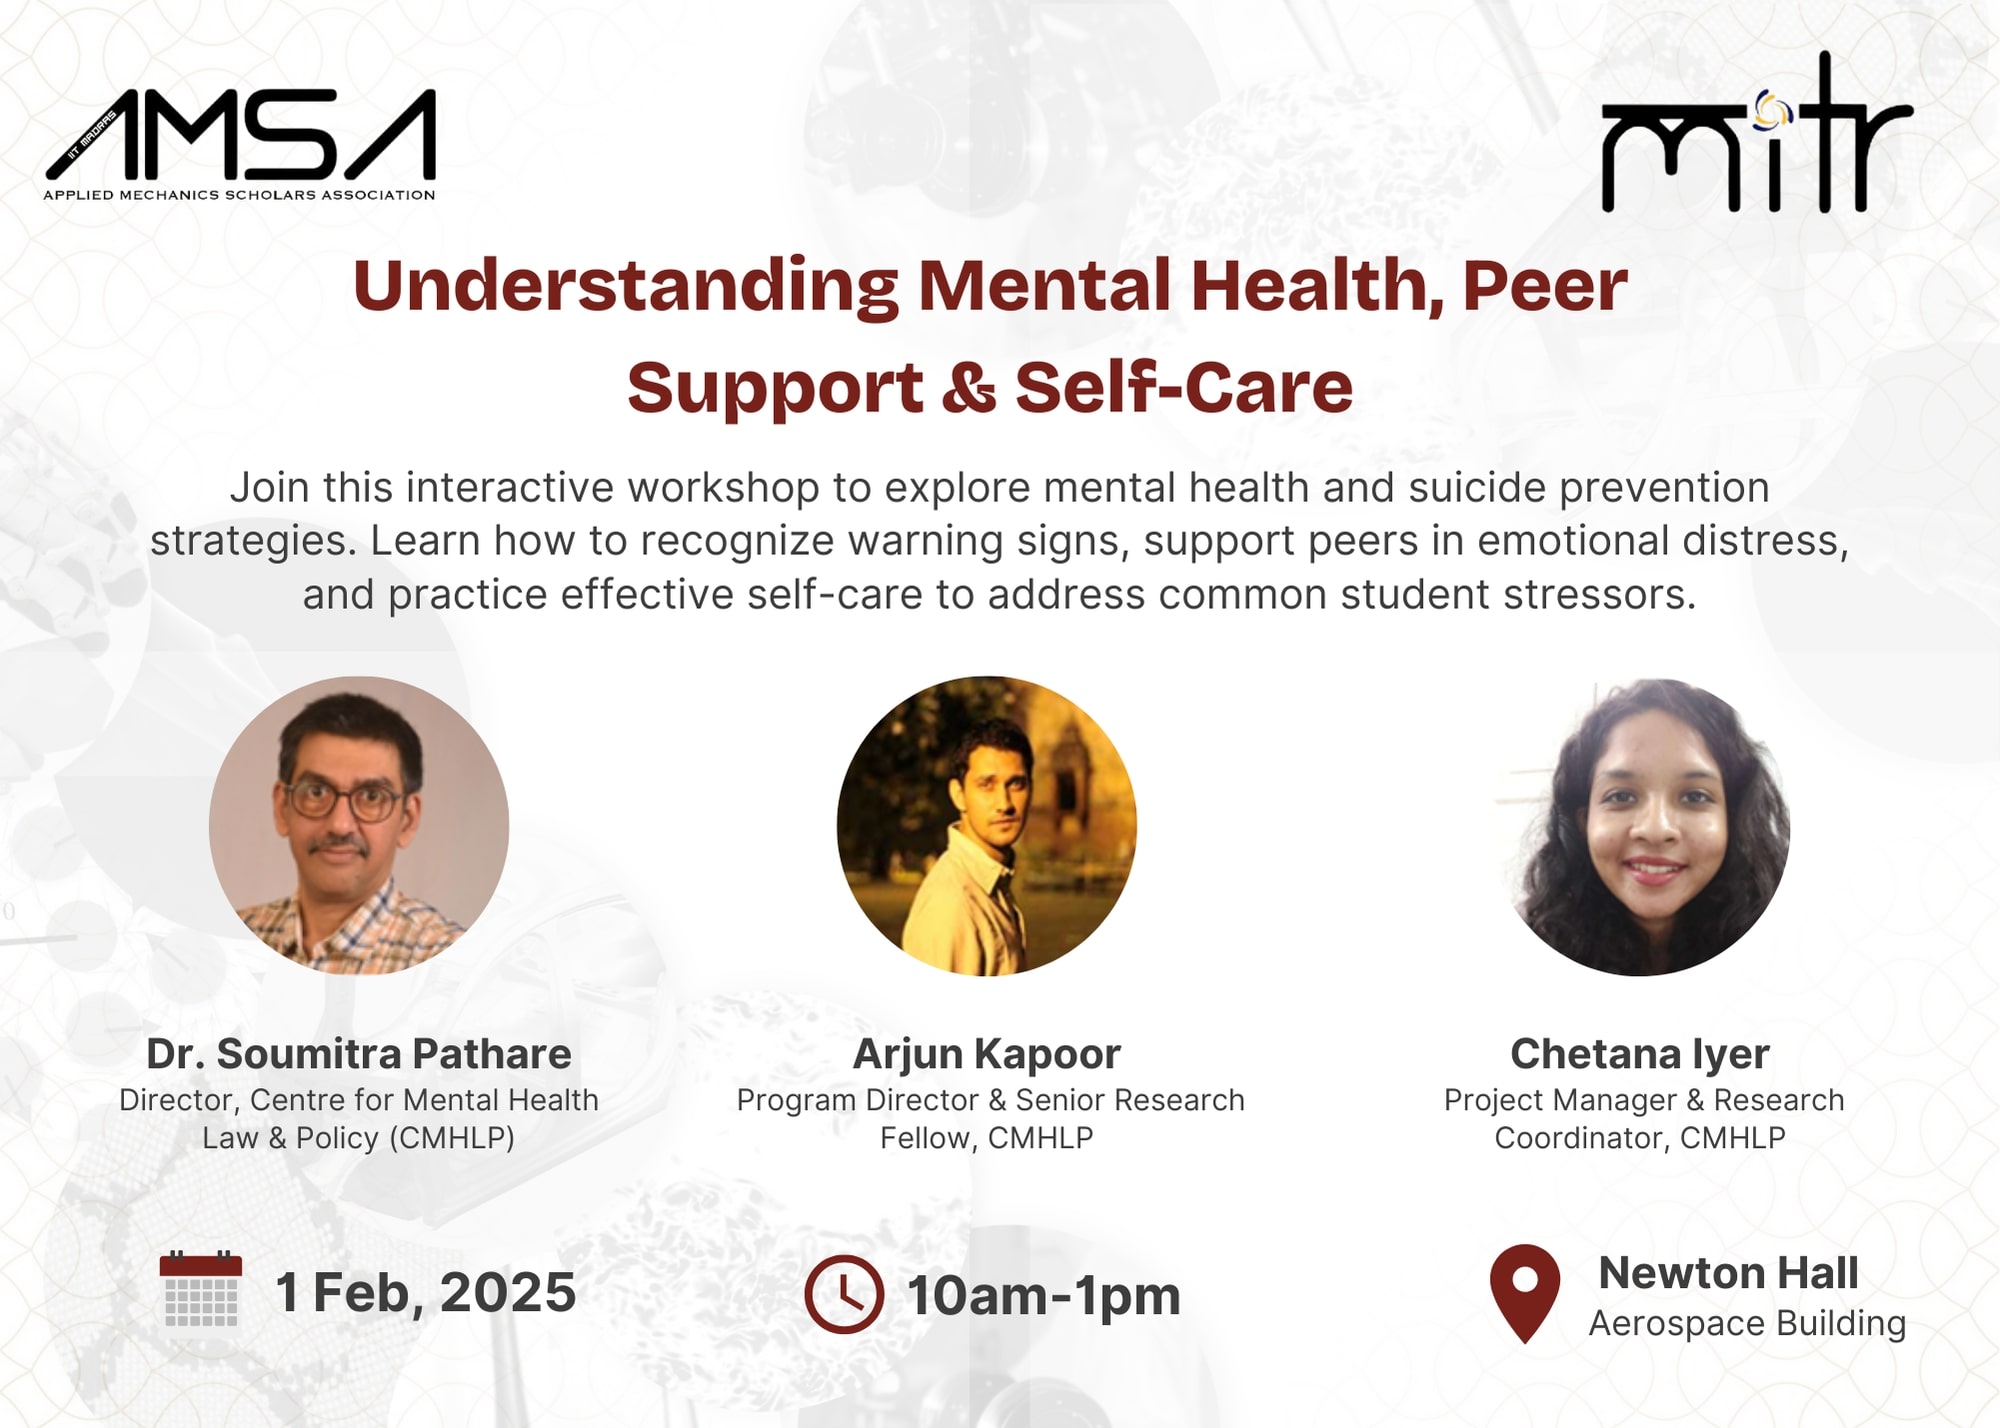 IIT MADRAS
AMSA
APPLIED MECHANICS SCHOLARS ASSOCIATION
mitr
Understanding Mental Health, Peer
Support & Self-Care
Join this interactive workshop to explore mental health and suicide prevention
strategies. Learn how to recognize warning signs, support peers in emotional distress,
and practice effective self-care to address common student stressors.
Dr. Soumitra Pathare
Director, Centre for Mental Health
Law & Policy (CMHLP)
Arjun Kapoor
Program Director & Senior Research
Fellow, CMHLP
Chetana Iyer
Project Manager & Research
Coordinator, CMHLP
1 Feb, 2025
10am-1pm
Newton Hall
Aerospace Building